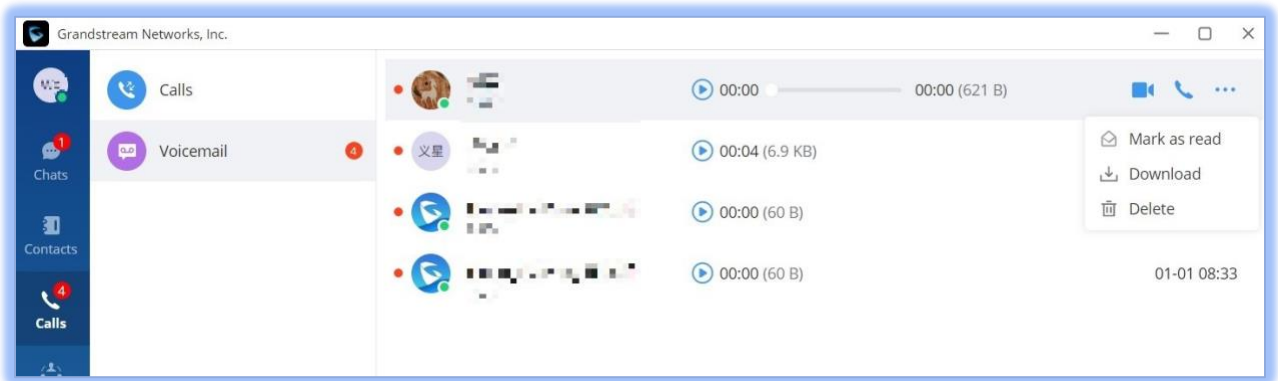 Grandstream Networks, Inc.
Calls
00:00 00:00 (621 B)
Mark as read
Voicemail 4
义星
00:04 (6.9 KB)
1
Chats
Download
00:00 (60 B)
Delete
Contacts
00:00 (60 B)
01-01 08:33
4
Calls